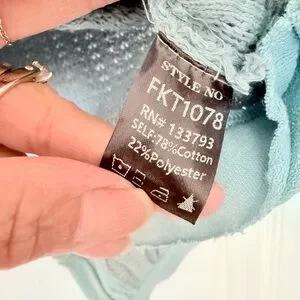 STYLE NO
FKT1078
RN# 133793
SELF:78%Cotton
22%Polyester